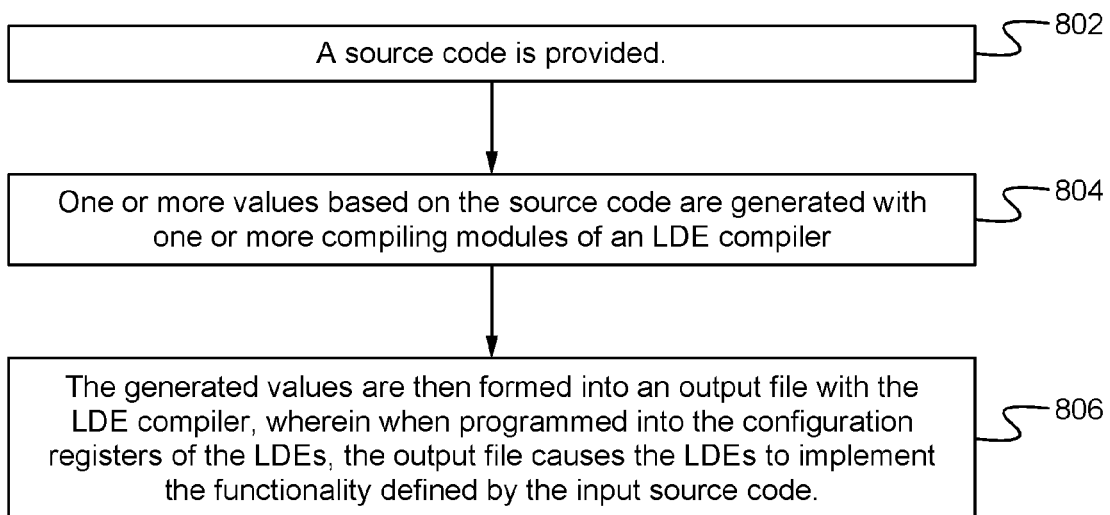 A source code is provided.
802
One or more values based on the source code are generated with
one or more compiling modules of an LDE compiler
804
The generated values are then formed into an output file with the
LDE compiler, wherein when programmed into the configuration
registers of the LDEs, the output file causes the LDEs to implement
the functionality defined by the input source code.
806